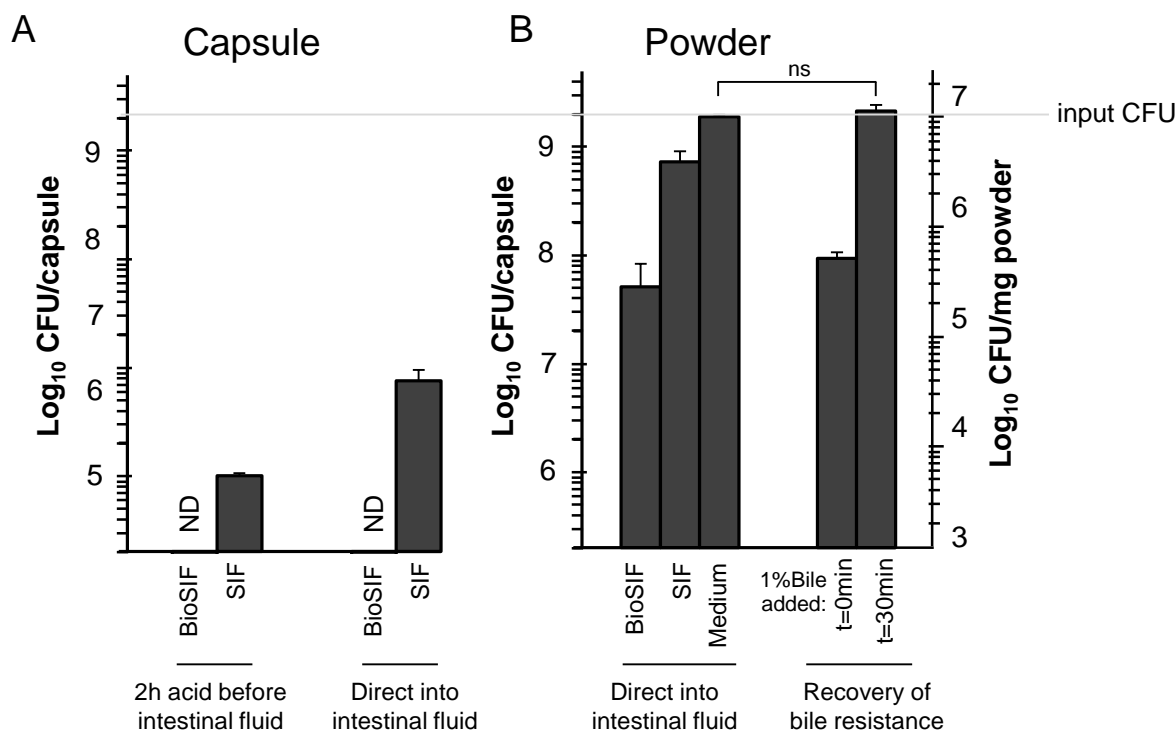 A
Capsule
B
Powder
ns
input CFU
Log10 CFU/capsule
9
8
7
6
5
ND
ND
BioSIF
SIF
BioSIF
SIF
2h acid before
intestinal fluid
Direct into
intestinal fluid
Log10 CFU/capsule
9
8
7
6
BioSIF
SIF
Medium
1%Bile
added:
t=0min
t=30min
Direct into
intestinal fluid
Recovery of
bile resistance
7
6
5
4
3
Log10 CFU/mg powder